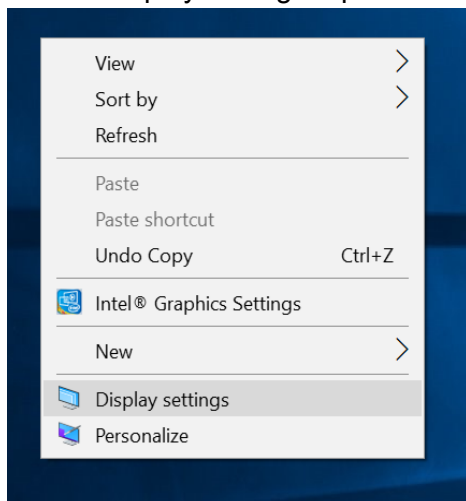 View
Sort by
Refresh
Paste
Paste shortcut
Undo Copy Ctrl+Z
Intel® Graphics Settings
New
Display settings
Personalize